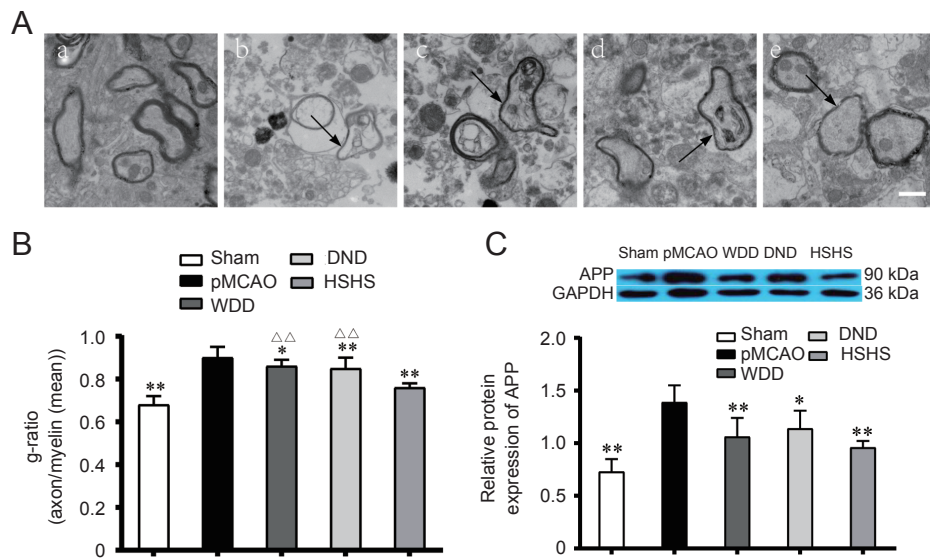 A
a b c d e
B
Sham
pMCAO
WDD
DND
HSHS
g-ratio
(axon/myelin (mean))
1.0
0.8
0.6
0.4
0.2
0
**
△△
*
△△
**
**
C
Sham pMCAO WDD DND HSHS
APP 90 kDa
GAPDH 36 kDa
Sham
pMCAO
WDD
DND
HSHS
Relative protein
expression of APP
2.0
1.5
1.0
0.5
0
**
**
*
**